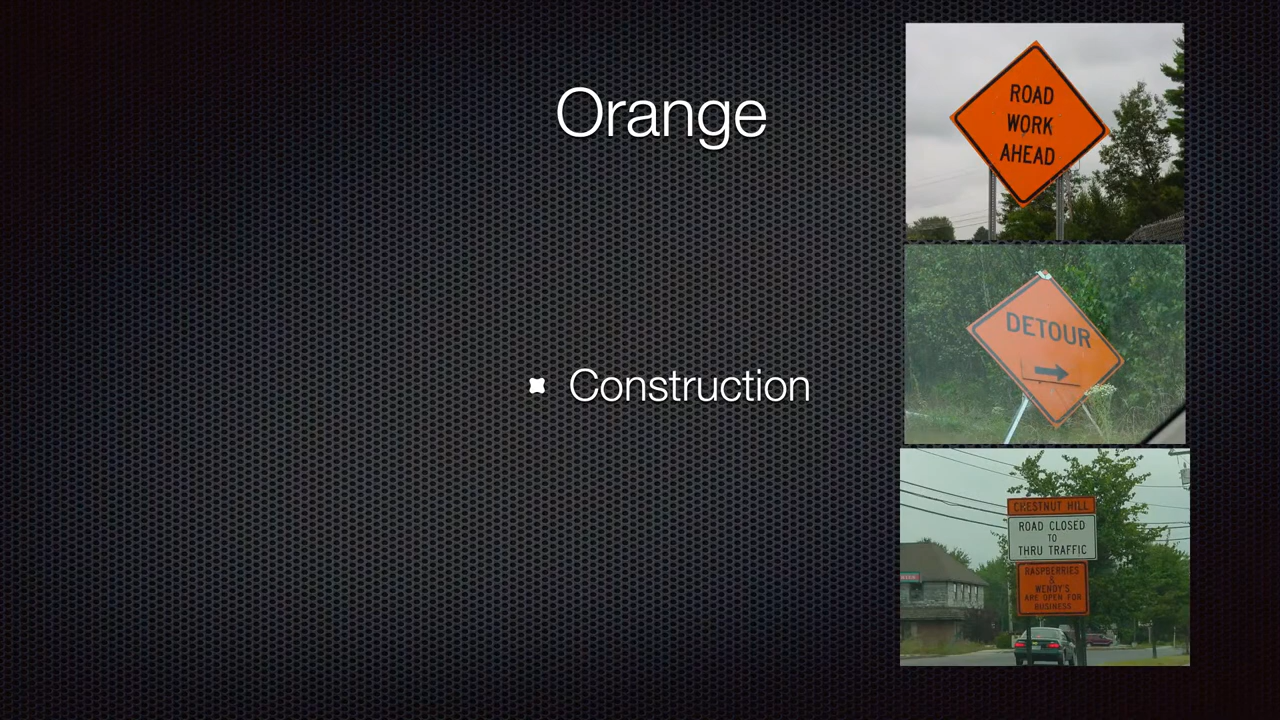 Orange
Construction
ROAD
WORK
AHEAD
DETOUR
CHESTNUT HILL
ROAD CLOSED
TO
THRU TRAFFIC
RASPBERRIES
&
WENDY'S
ARE OPEN FOR
BUSINESS